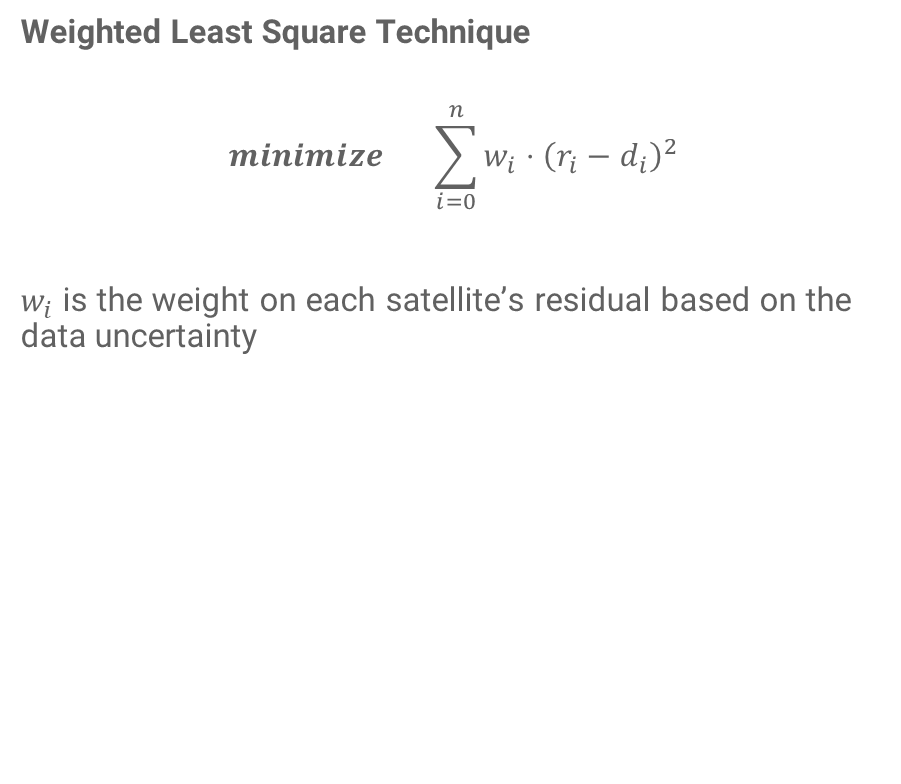 Weighted Least Square Technique
minimize  n ∑ i=0  wᵢ · (rᵢ − dᵢ)²
wᵢ is the weight on each satellite’s residual based on the
data uncertainty